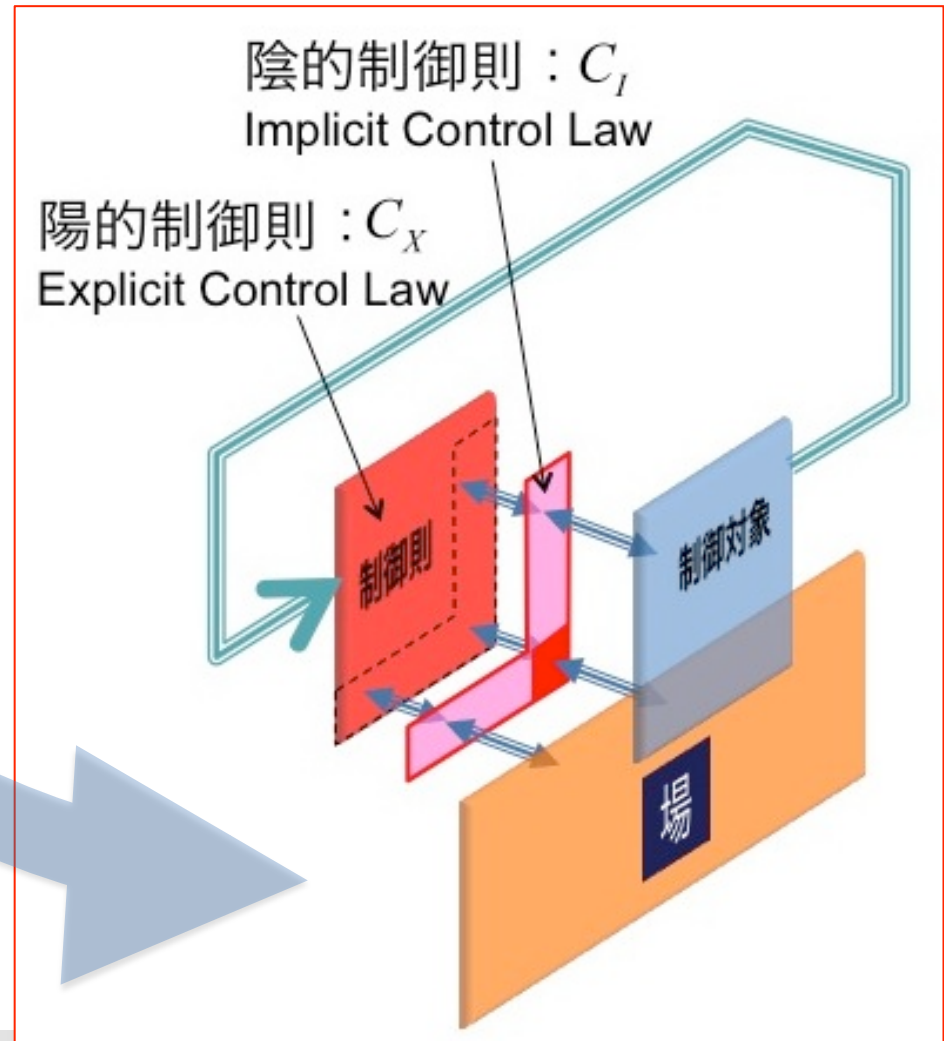 陰的制御則：C_I
Implicit Control Law
陽的制御則：C_X
Explicit Control Law
制御則
制御対象
場